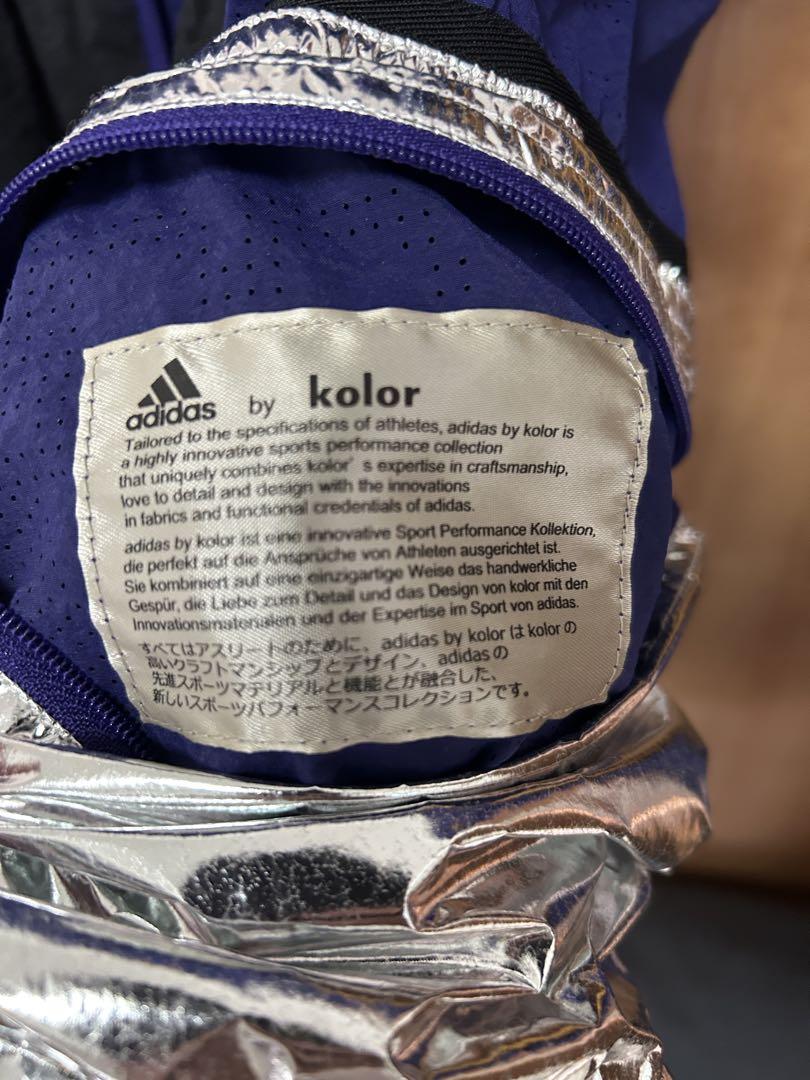 adidas by kolor
Tailored to the specifications of athletes, adidas by kolor is
a highly innovative sports performance collection
that uniquely combines kolor's expertise in craftsmanship,
love to detail and design with the innovations
in fabrics and functional credentials of adidas.
adidas by kolor ist eine innovative Sport Performance Kollektion,
die perfekt auf die Ansprüche von Athleten ausgerichtet ist.
Sie kombiniert auf eine einzigartige Weise das handwerkliche
Gespür, die Liebe zum Detail und das Design von kolor mit den
Innovationsmaterialien und der Expertise im Sport von adidas.
すべてはアスリートのために、adidas by kolor は kolor の
高いクラフトマンシップとデザイン、adidas の
先進スポーツマテリアルと機能とが融合した、
新しいスポーツパフォーマンスコレクションです。